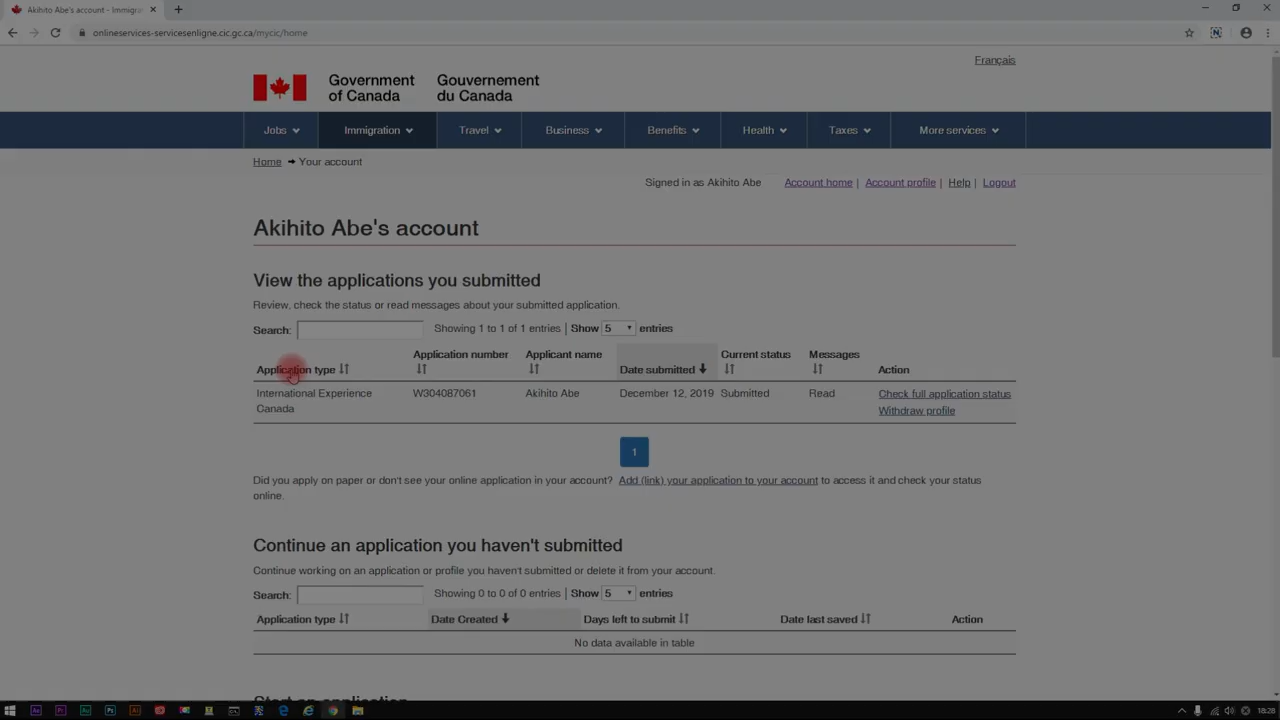 Akihito Abe's account - Immigra
onlineservices-servicesenligne.cic.gc.ca/mycic/home
Français
Government of Canada
Gouvernement du Canada
Jobs Immigration Travel Business Benefits Health Taxes More services
Home ➔ Your account
Signed in as Akihito Abe Account home | Account profile | Help | Logout
Akihito Abe's account
View the applications you submitted
Review, check the status or read messages about your submitted application.
Search: Showing 1 to 1 of 1 entries | Show 5 entries
Application type Application number Applicant name Date submitted Current status Messages Action
International Experience Canada W304087061 Akihito Abe December 12, 2019 Submitted Read Check full application status
Withdraw profile
1
Did you apply on paper or don't see your online application in your account? Add (link) your application to your account to access it and check your status
online.
Continue an application you haven't submitted
Continue working on an application or profile you haven't submitted or delete it from your account.
Search: Showing 0 to 0 of 0 entries | Show 5 entries
Application type Date Created Days left to submit Date last saved Action
No data available in table
Start an application
18:28